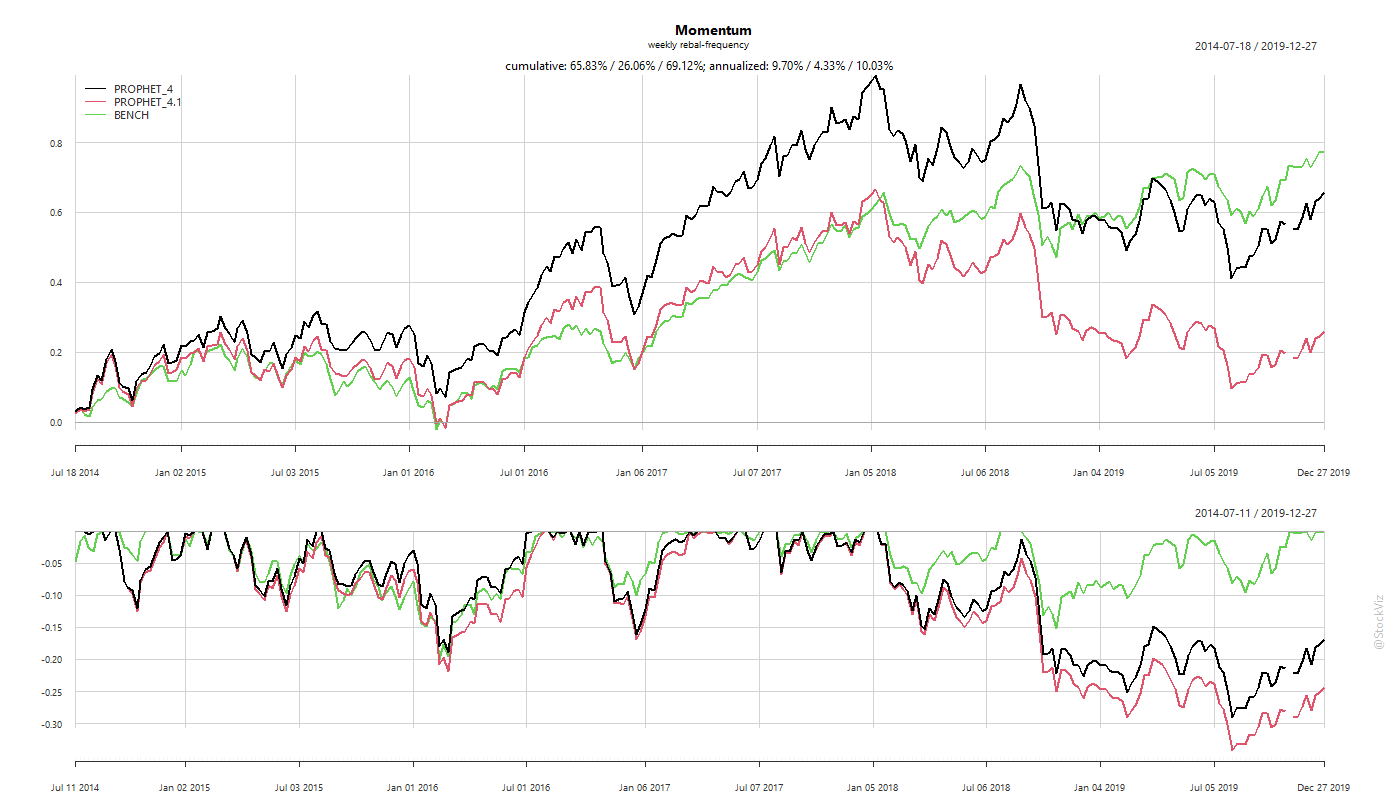 Momentum
weekly rebal-frequency
2014-07-18 / 2019-12-27
cumulative: 65.83% / 26.06% / 69.12%; annualized: 9.70% / 4.33% / 10.03%
PROPHET_4
PROPHET_4.1
BENCH
0.8
0.6
0.4
0.2
0.0
Jul 18 2014 Jan 02 2015 Jul 03 2015 Jan 01 2016 Jul 01 2016 Jan 06 2017 Jul 07 2017 Jan 05 2018 Jul 06 2018 Jan 04 2019 Jul 05 2019 Dec 27 2019
2014-07-11 / 2019-12-27
-0.05
-0.10
-0.15
-0.20
-0.25
-0.30
Jul 11 2014 Jan 02 2015 Jul 03 2015 Jan 01 2016 Jul 01 2016 Jan 06 2017 Jul 07 2017 Jan 05 2018 Jul 06 2018 Jan 04 2019 Jul 05 2019 Dec 27 2019
@StockViz